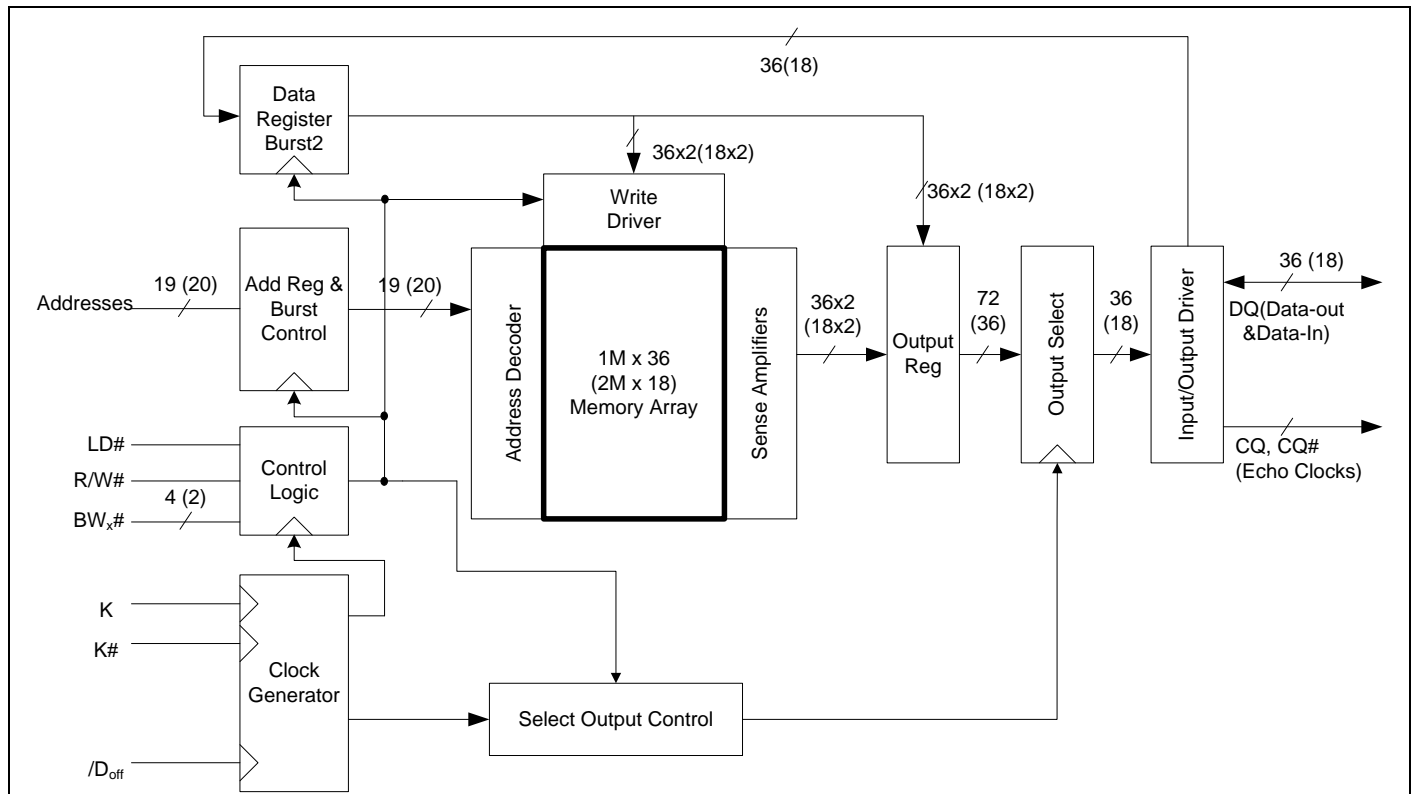 36(18)
Data
Register
Burst2
36x2(18x2)
36x2 (18x2)
Write
Driver
19 (20)
Addresses
Add Reg &
Burst
Control
19 (20)
Address Decoder
1M x 36
(2M x 18)
Memory Array
Sense Amplifiers
36x2
(18x2)
Output
Reg
72
(36)
Output Select
36
(18)
Input/Output Driver
36 (18)
DQ(Data-out
&Data-In)
CQ, CQ#
(Echo Clocks)
LD#
R/W#
4 (2)
BWx#
Control
Logic
K
K#
/Doff
Clock
Generator
Select Output Control